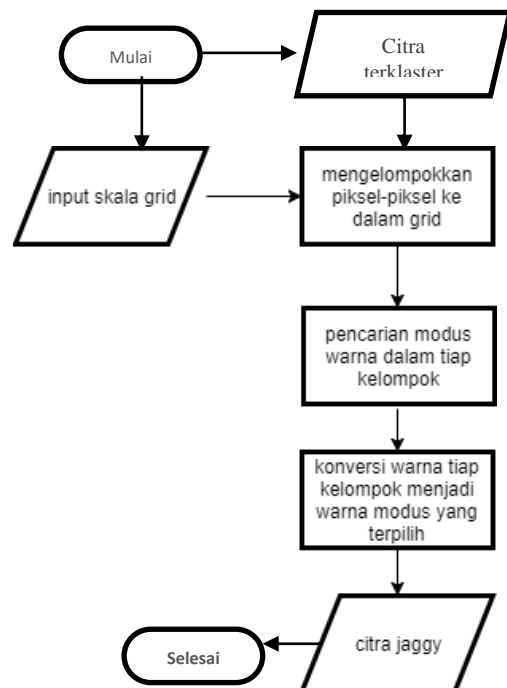 Mulai
Citra
terklaster
input skala grid
mengelompokkan
piksel-piksel ke
dalam grid
pencarian modus
warna dalam tiap
kelompok
konversi warna tiap
kelompok menjadi
warna modus yang
terpilih
citra jaggy
Selesai